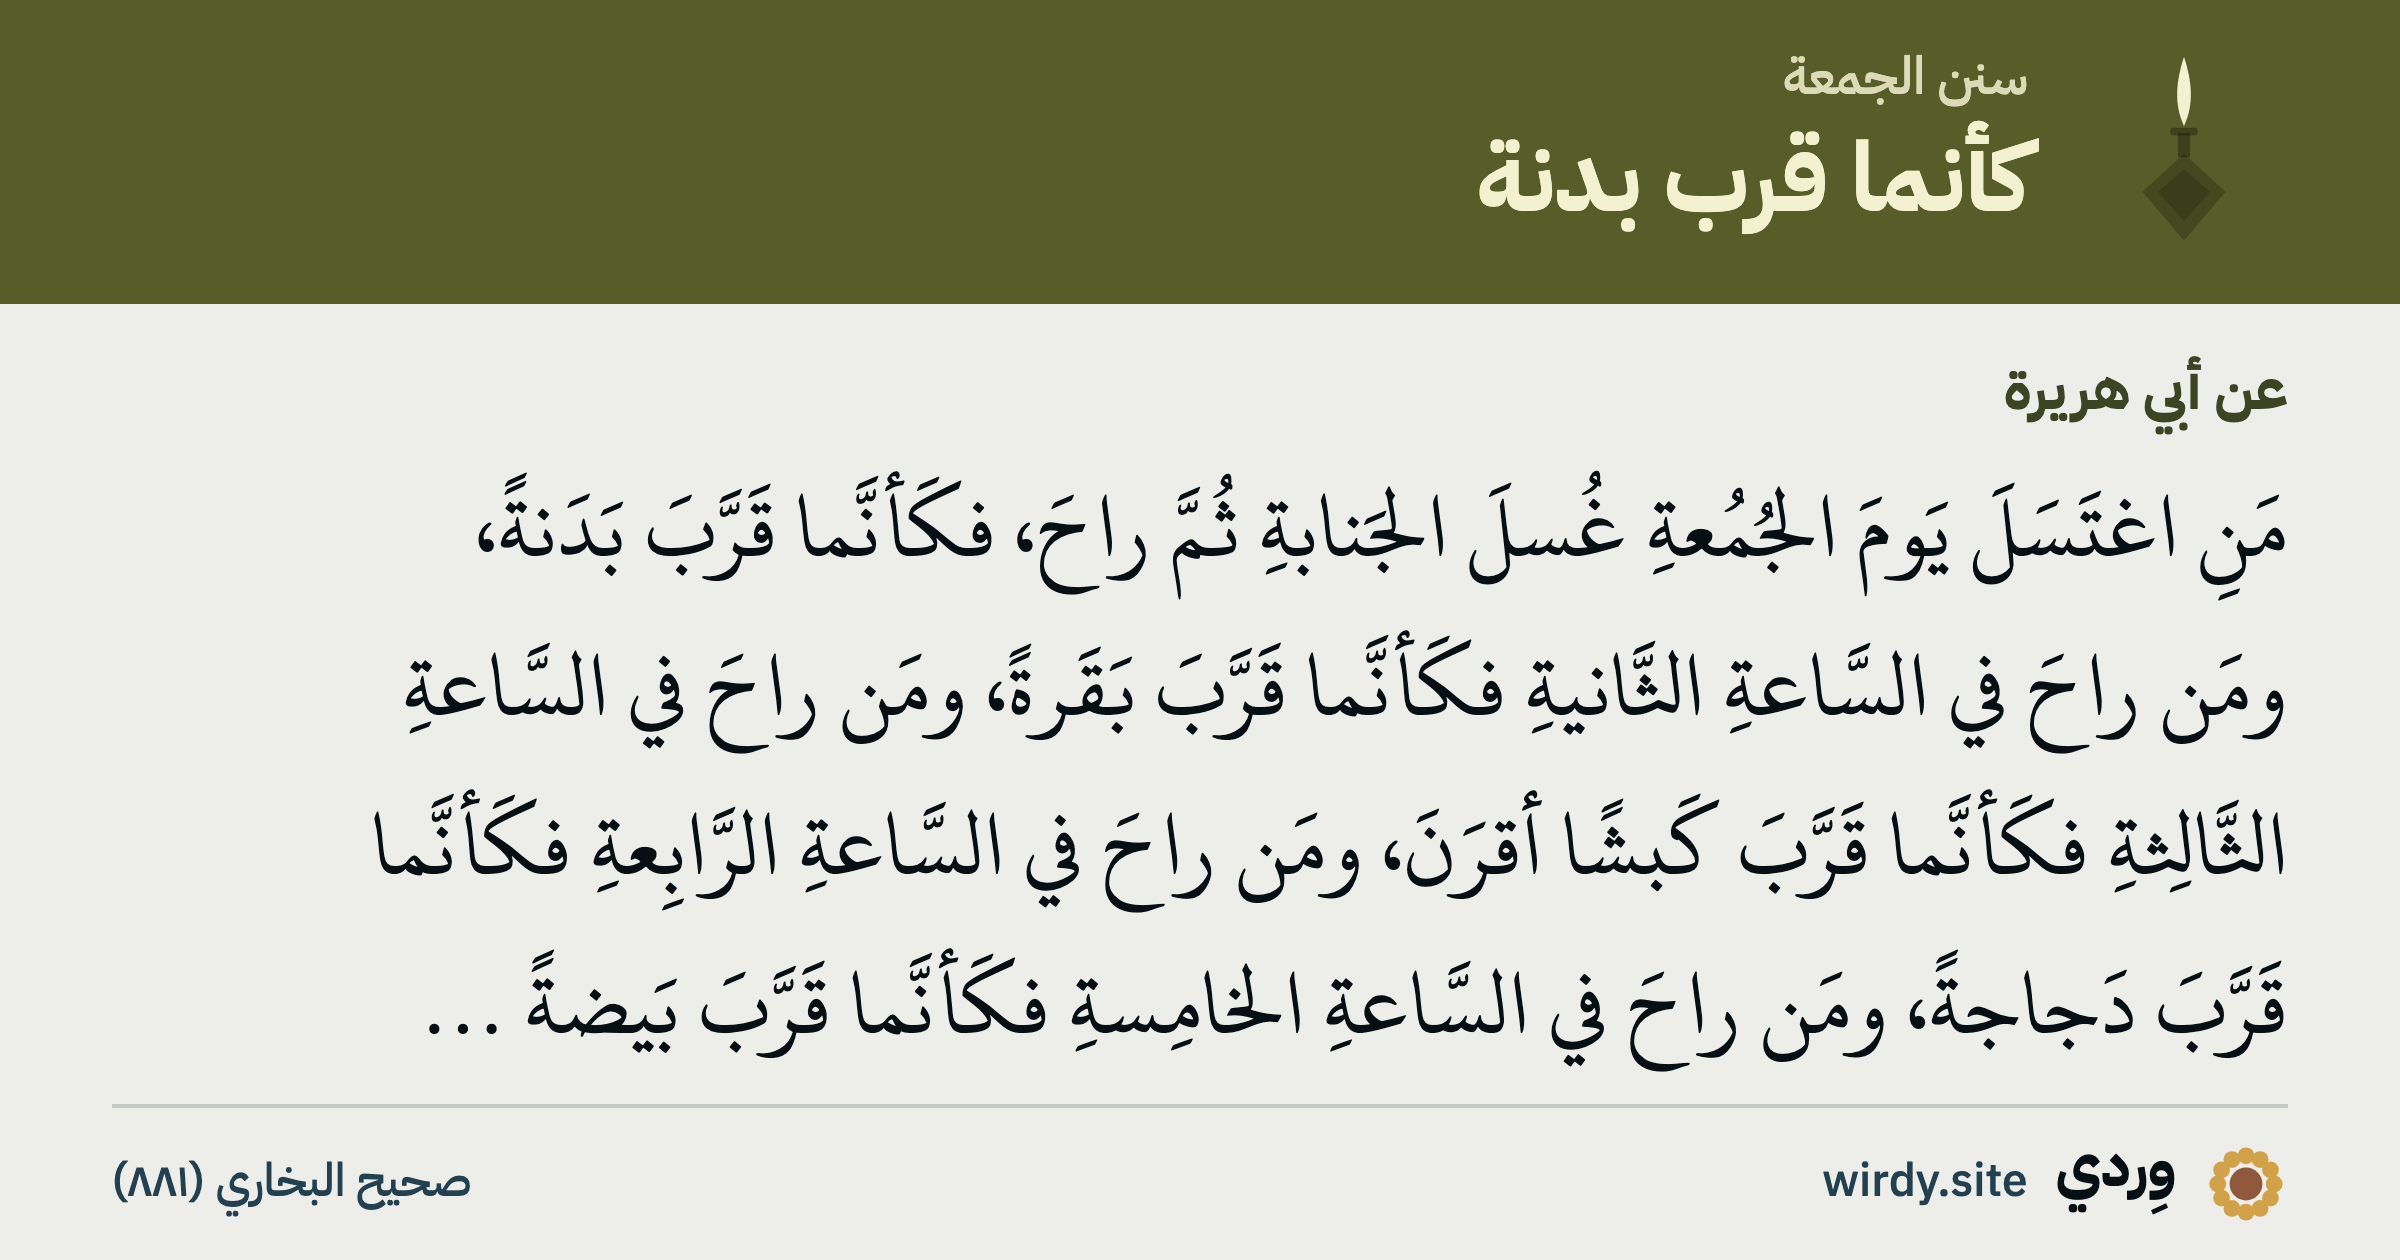 سنن الجمعة
كأنما قرب بدنة
عن أبي هريرة
مَنِ اغتَسَلَ يَومَ الجُمُعةِ غُسلَ الجَنابةِ ثُمَّ راحَ، فكَأنَّما قَرَّبَ بَدَنةً،
ومَن راحَ في السَّاعةِ الثَّانيةِ فكَأنَّما قَرَّبَ بَقَرةً، ومَن راحَ في السَّاعةِ
الثَّالِثةِ فكَأنَّما قَرَّبَ كَبشًا أقرَنَ، ومَن راحَ في السَّاعةِ الرَّابِعةِ فكَأنَّما
قَرَّبَ دَجاجةً، ومَن راحَ في السَّاعةِ الخامِسةِ فكَأنَّما قَرَّبَ بَيضةً ...
وِردي wirdy.site
صحيح البخاري (٨٨١)